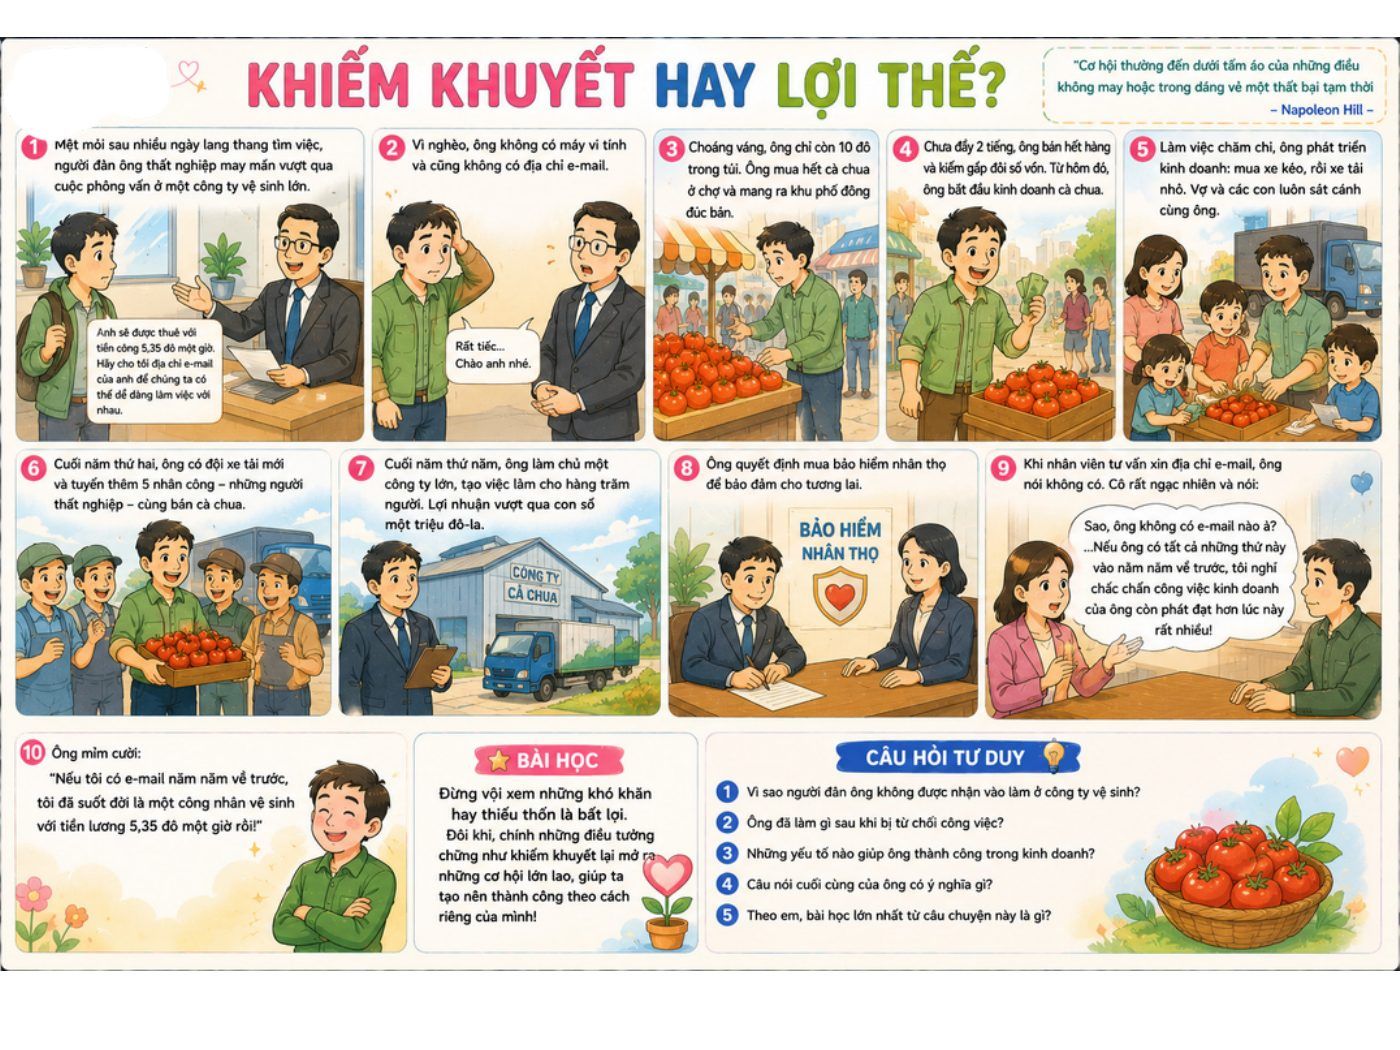 KHIẾM KHUYẾT HAY LỢI THẾ?
"Cơ hội thường đến dưới tấm áo của những điều
không may hoặc trong dáng vẻ một thất bại tạm thời
– Napoleon Hill –
1 Mệt mỏi sau nhiều ngày lang thang tìm việc,
người đàn ông thất nghiệp may mắn vượt qua
cuộc phỏng vấn ở một công ty vệ sinh lớn.
Anh sẽ được thuê với
tiền công 5,35 đô một giờ.
Hãy cho tôi địa chỉ e-mail
của anh để chúng ta có
thể dễ dàng làm việc với
nhau.
2 Vì nghèo, ông không có máy vi tính
và cũng không có địa chỉ e-mail.
Rất tiếc...
Chào anh nhé.
3 Choáng váng, ông chỉ còn 10 đô
trong túi. Ông mua hết cà chua
ở chợ và mang ra khu phố đông
đúc bán.
4 Chưa đầy 2 tiếng, ông bán hết hàng
và kiếm gấp đôi số vốn. Từ hôm đó,
ông bắt đầu kinh doanh cà chua.
5 Làm việc chăm chỉ, ông phát triển
kinh doanh: mua xe kéo, rồi xe tải
nhỏ. Vợ và các con luôn sát cánh
cùng ông.
6 Cuối năm thứ hai, ông có đội xe tải mới
và tuyển thêm 5 nhân công – những người
thất nghiệp – cùng bán cà chua.
7 Cuối năm thứ năm, ông làm chủ một
công ty lớn, tạo việc làm cho hàng trăm
người. Lợi nhuận vượt qua con số
một triệu đô-la.
CÔNG TY
CÀ CHUA
8 Ông quyết định mua bảo hiểm nhân thọ
để bảo đảm cho tương lai.
BẢO HIỂM
NHÂN THỌ
9 Khi nhân viên tư vấn xin địa chỉ e-mail, ông
nói không có. Cô rất ngạc nhiên và nói:
Sao, ông không có e-mail nào à?
...Nếu ông có tất cả những thứ này
vào năm năm về trước, tôi nghĩ
chắc chắn công việc kinh doanh
của ông còn phát đạt hơn lúc này
rất nhiều!
10 Ông mỉm cười:
"Nếu tôi có e-mail năm năm về trước,
tôi đã suốt đời là một công nhân vệ sinh
với tiền lương 5,35 đô một giờ rồi!"
BÀI HỌC
Đừng vội xem những khó khăn
hay thiếu thốn là bất lợi.
Đôi khi, chính những điều tưởng
chừng như khiếm khuyết lại mở ra
những cơ hội lớn lao, giúp ta
tạo nên thành công theo cách
riêng của mình!
CÂU HỎI TƯ DUY
1 Vì sao người đàn ông không được nhận vào làm ở công ty vệ sinh?
2 Ông đã làm gì sau khi bị từ chối công việc?
3 Những yếu tố nào giúp ông thành công trong kinh doanh?
4 Câu nói cuối cùng của ông có ý nghĩa gì?
5 Theo em, bài học lớn nhất từ câu chuyện này là gì?